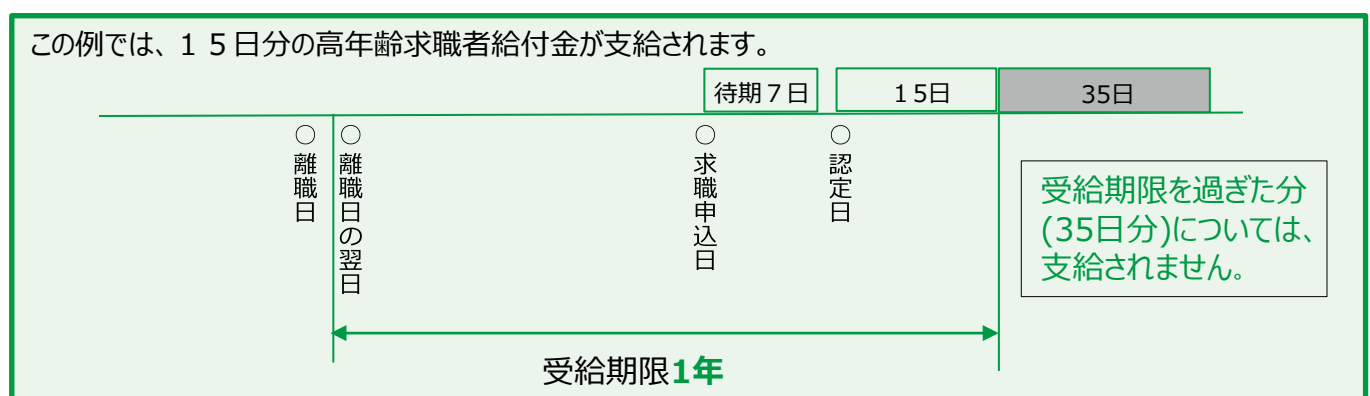 この例では、１５日分の高年齢求職者給付金が支給されます。
待期７日
１5日
35日
○離職日
○離職日の翌日
○求職申込日
○認定日
受給期限を過ぎた分
(35日分)については、
支給されません。
受給期限1年